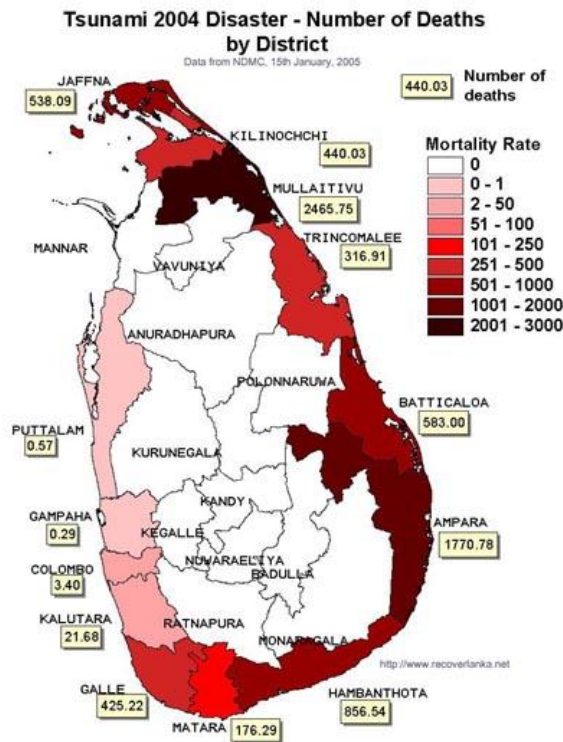 Tsunami 2004 Disaster - Number of Deaths
by District
Data from NDMC, 15th January, 2005
JAFFNA
538.09
440.03
Number of
deaths
KILINOCHCHI
440.03
Mortality Rate
0
0 - 1
2 - 50
51 - 100
101 - 250
251 - 500
501 - 1000
1001 - 2000
2001 - 3000
MULLAITIVU
2465.75
TRINCOMALEE
316.91
MANNAR
VAVUNIYA
ANURADHAPURA
POLONNARUWA
BATTICALOA
583.00
PUTTALAM
0.57
KURUNEGALA
KANDY
GAMPAHA
0.29
KEGALLE
AMPARA
1770.78
COLOMBO
3.40
NUWARAELIYA
BADULLA
KALUTARA
21.68
RATNAPURA
MONARAGALA
http://www.recoverlanka.net
GALLE
425.22
HAMBANTHOTA
856.54
MATARA
176.29